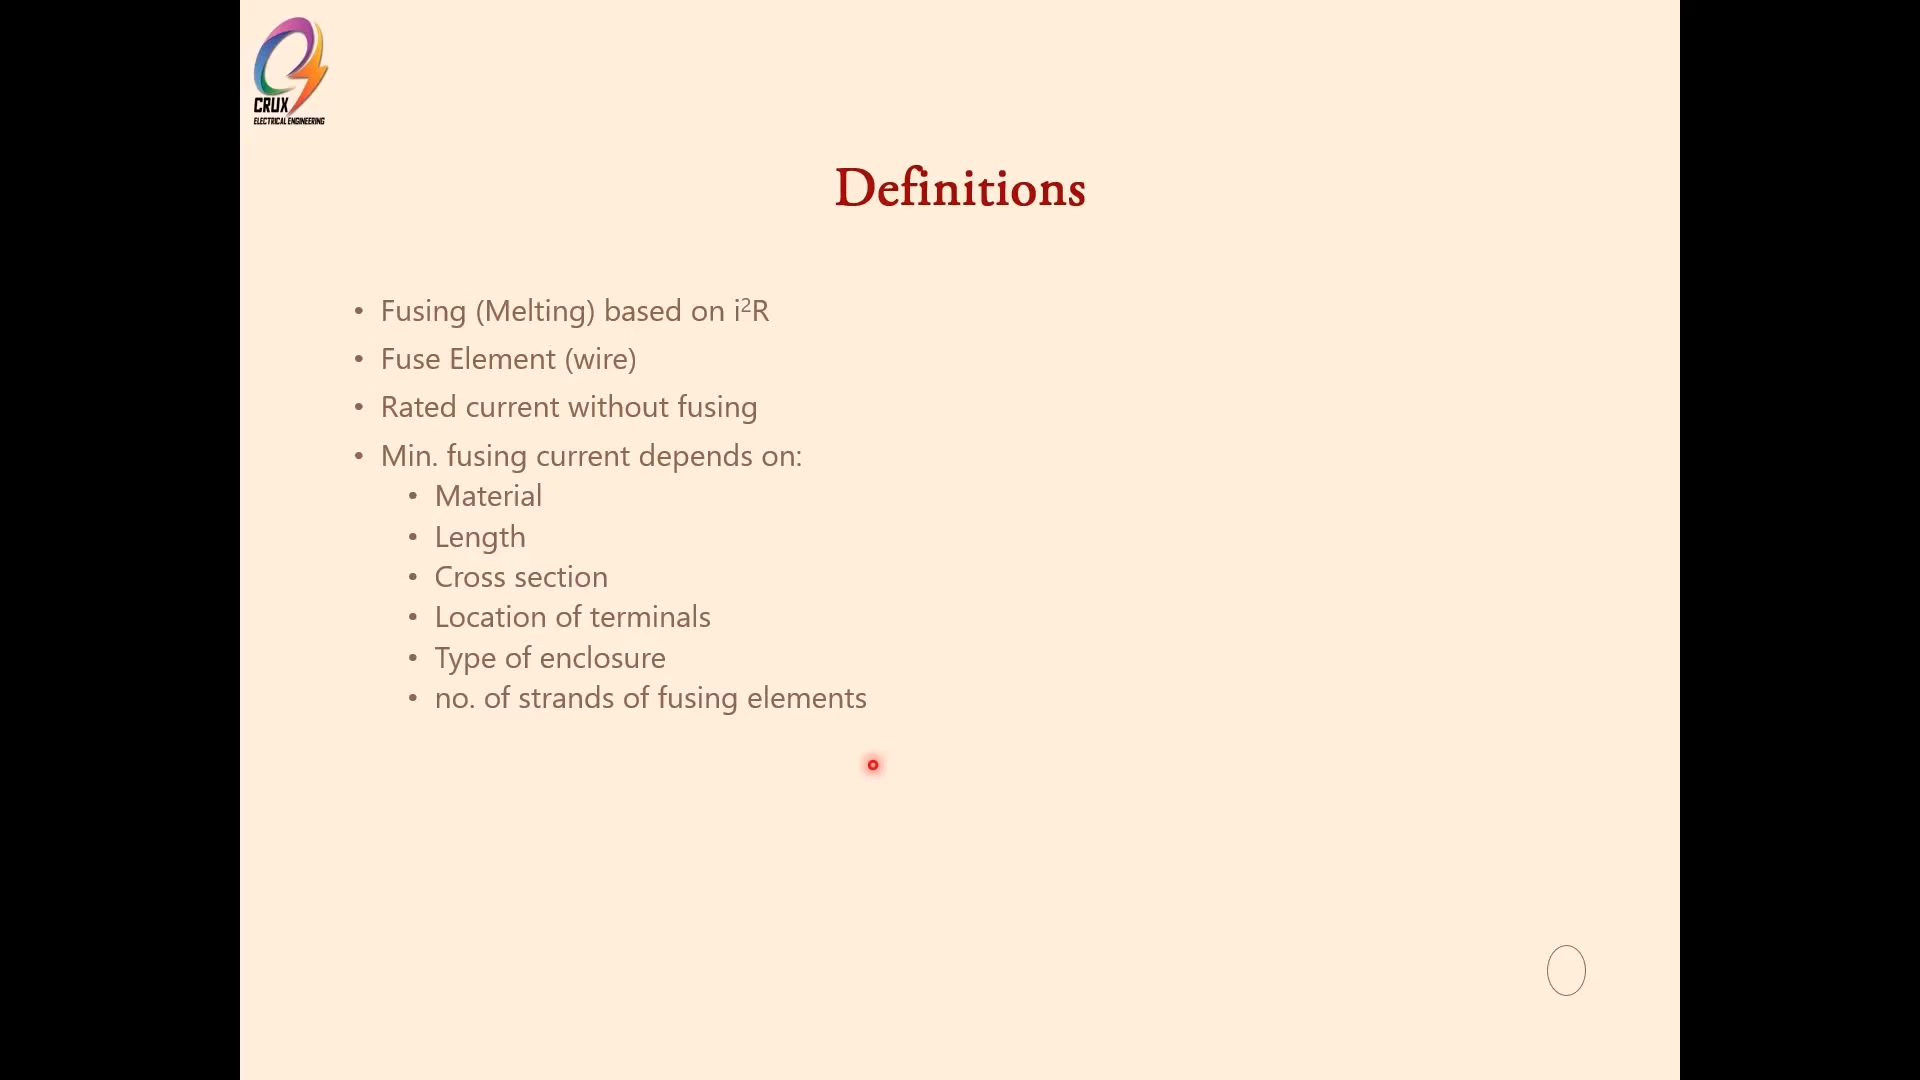 CRUX
ELECTRICAL ENGINEERING
Definitions
• Fusing (Melting) based on i²R
• Fuse Element (wire)
• Rated current without fusing
• Min. fusing current depends on:
• Material
• Length
• Cross section
• Location of terminals
• Type of enclosure
• no. of strands of fusing elements